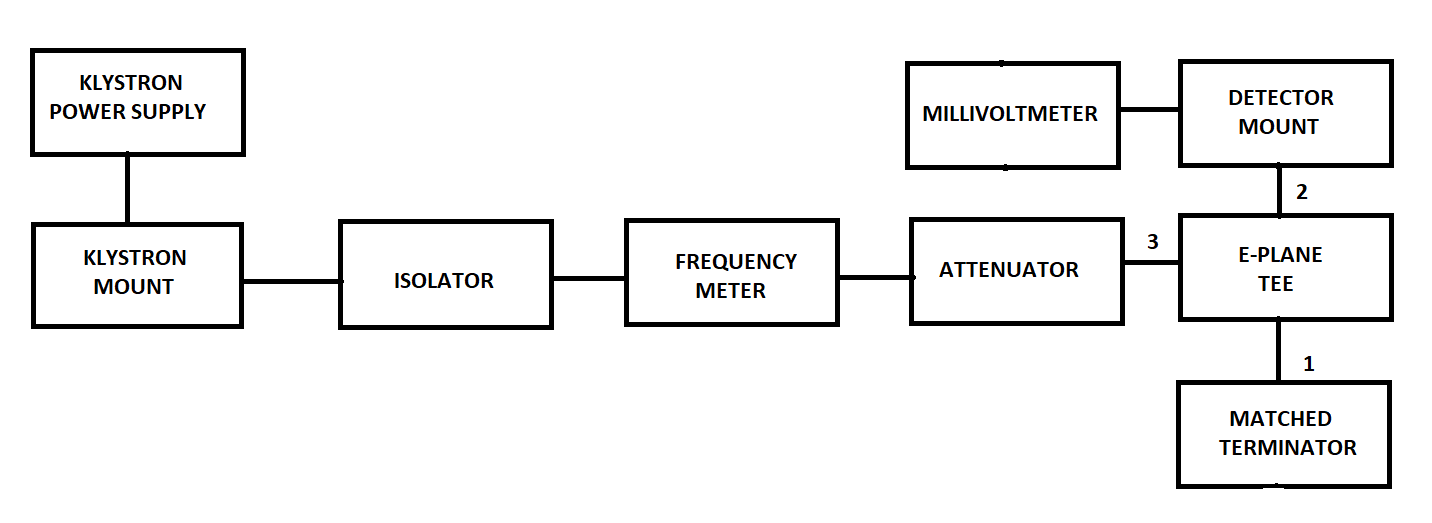 KLYSTRON
POWER SUPPLY
MILLIVOLTMETER
DETECTOR
MOUNT
2
KLYSTRON
MOUNT
ISOLATOR
FREQUENCY
METER
ATTENUATOR
3
E-PLANE
TEE
1
MATCHED
TERMINATOR